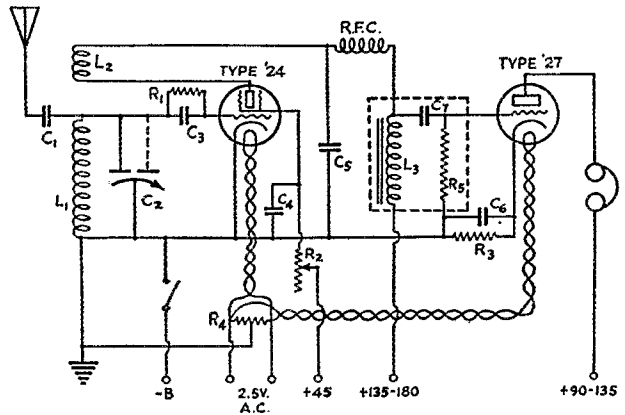 R.F.C.
L2
TYPE '24
TYPE '27
R1
C1
C3
C7
L1
C2
C5
L3
R5
C4
C6
R2
R3
R4
-B
2.5V.
A.C.
+45
+135-180
+90-135